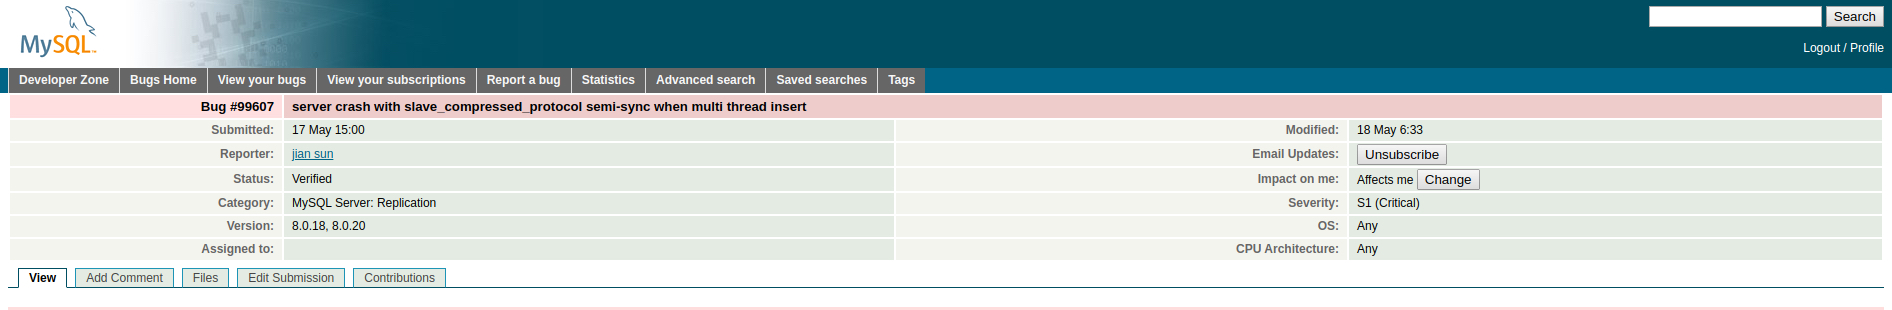 MySQL™
Search
Logout / Profile
Developer Zone Bugs Home View your bugs View your subscriptions Report a bug Statistics Advanced search Saved searches Tags
Bug #99607 server crash with slave_compressed_protocol semi-sync when multi thread insert
Submitted: 17 May 15:00 Modified: 18 May 6:33
Reporter: jian sun Email Updates: Unsubscribe
Status: Verified Impact on me: Affects me Change
Category: MySQL Server: Replication Severity: S1 (Critical)
Version: 8.0.18, 8.0.20 OS: Any
Assigned to: CPU Architecture: Any
View Add Comment Files Edit Submission Contributions